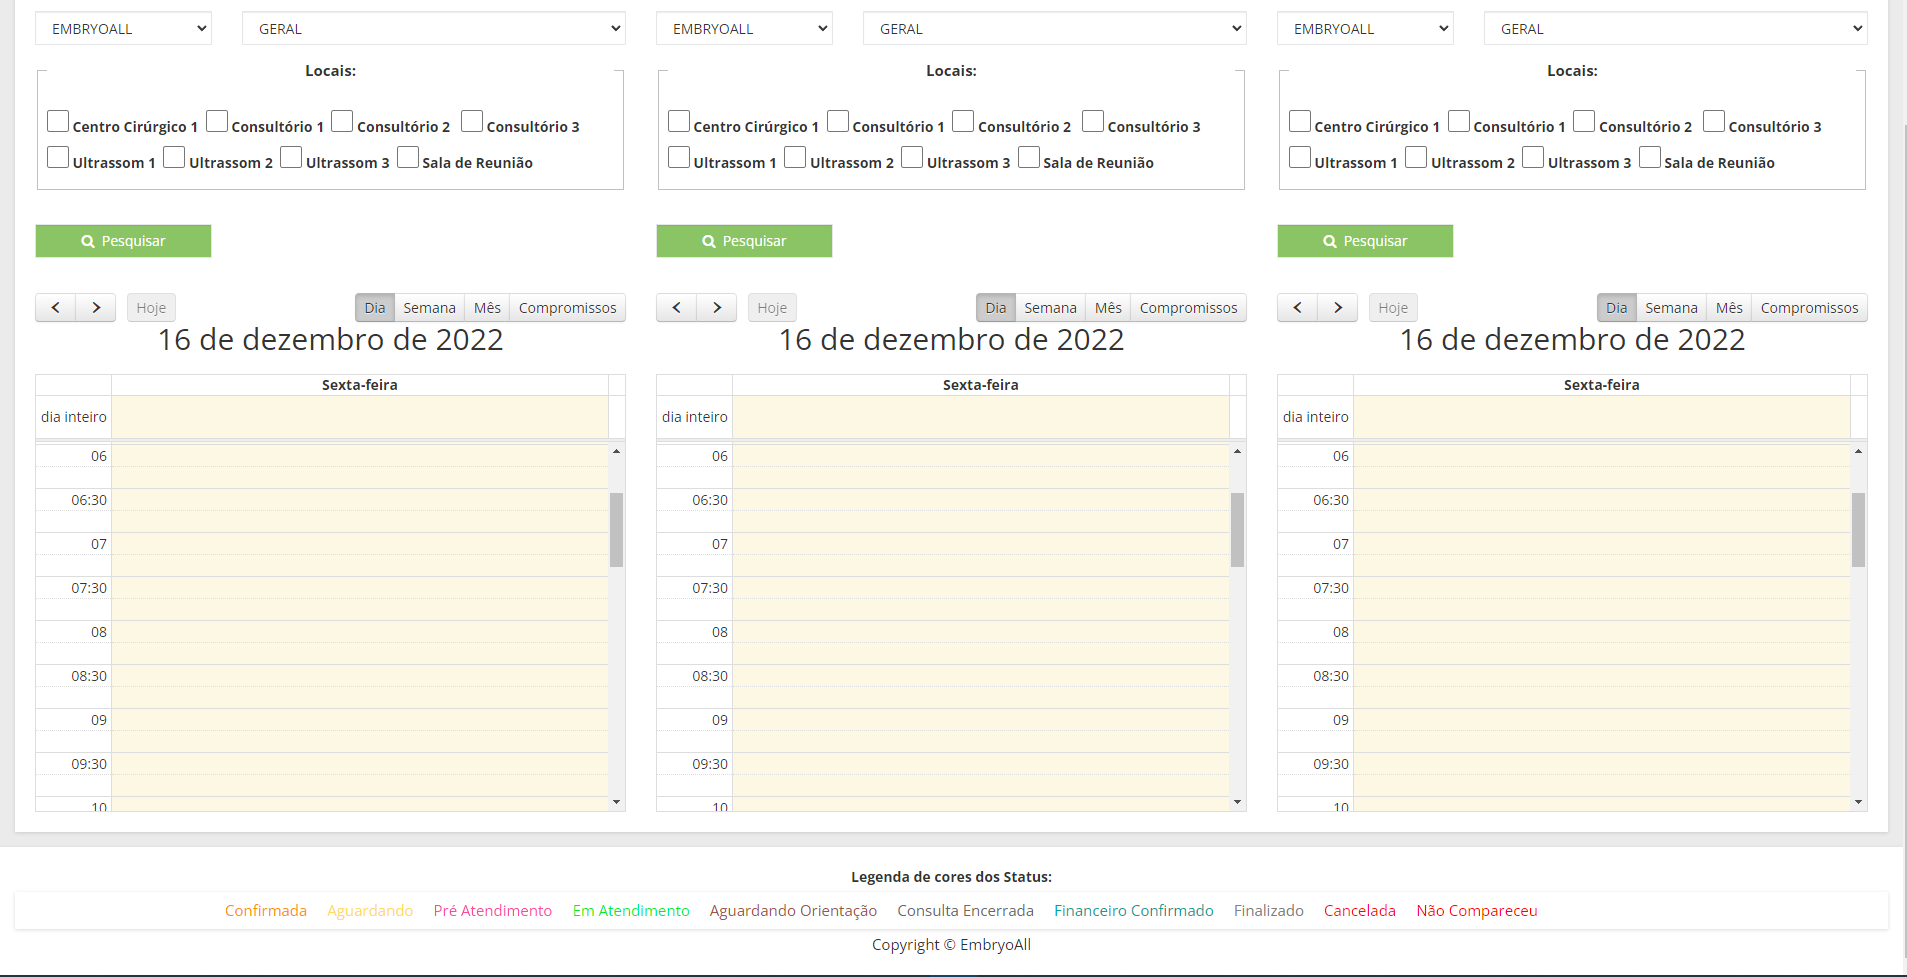 EMBRYOALL GERAL EMBRYOALL GERAL EMBRYOALL GERAL
Locais: Locais: Locais:
Centro Cirúrgico 1 Consultório 1 Consultório 2 Consultório 3 Centro Cirúrgico 1 Consultório 1 Consultório 2 Consultório 3 Centro Cirúrgico 1 Consultório 1 Consultório 2 Consultório 3
Ultrassom 1 Ultrassom 2 Ultrassom 3 Sala de Reunião Ultrassom 1 Ultrassom 2 Ultrassom 3 Sala de Reunião Ultrassom 1 Ultrassom 2 Ultrassom 3 Sala de Reunião
Pesquisar Pesquisar Pesquisar
Hoje Dia Semana Mês Compromissos Hoje Dia Semana Mês Compromissos Hoje Dia Semana Mês Compromissos
16 de dezembro de 2022 16 de dezembro de 2022 16 de dezembro de 2022
Sexta-feira Sexta-feira Sexta-feira
dia inteiro dia inteiro dia inteiro
06 06 06
06:30 06:30 06:30
07 07 07
07:30 07:30 07:30
08 08 08
08:30 08:30 08:30
09 09 09
09:30 09:30 09:30
10 10 10
Legenda de cores dos Status:
Confirmada Aguardando Pré Atendimento Em Atendimento Aguardando Orientação Consulta Encerrada Financeiro Confirmado Finalizado Cancelada Não Compareceu
Copyright © EmbryoAll